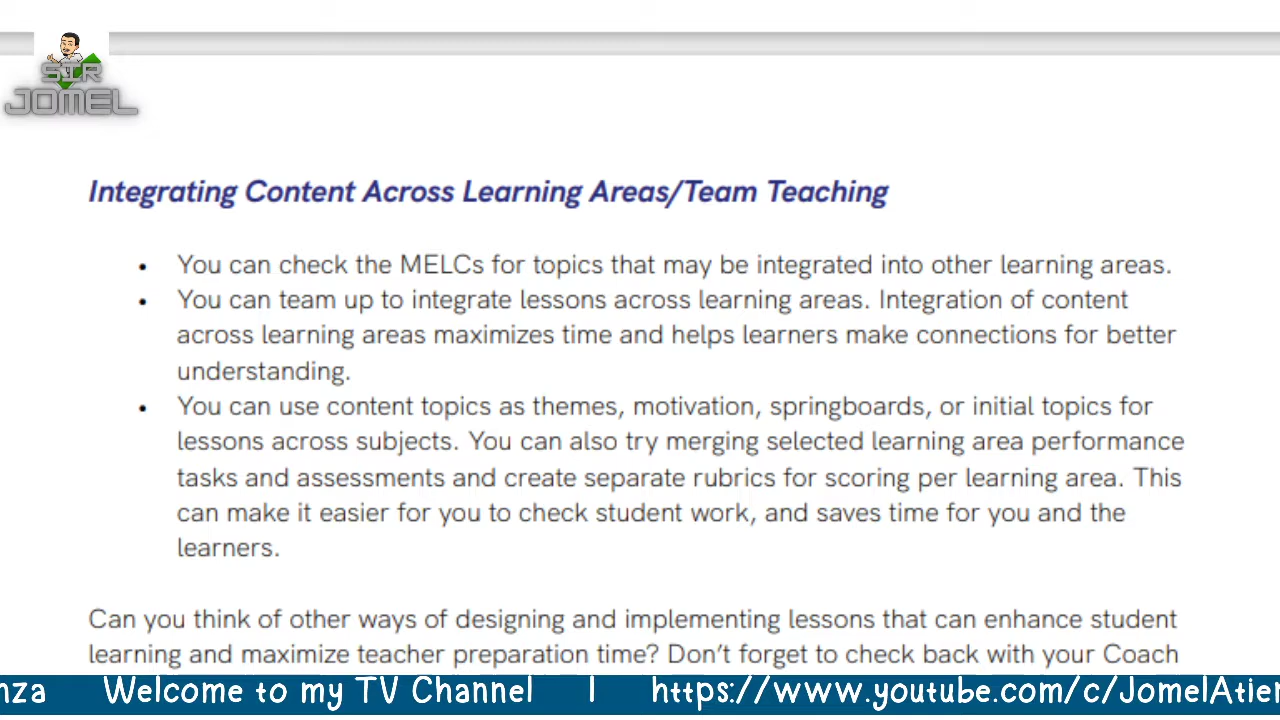 SIR
JOMEL
Integrating Content Across Learning Areas/Team Teaching
• You can check the MELCs for topics that may be integrated into other learning areas.
• You can team up to integrate lessons across learning areas. Integration of content
across learning areas maximizes time and helps learners make connections for better
understanding.
• You can use content topics as themes, motivation, springboards, or initial topics for
lessons across subjects. You can also try merging selected learning area performance
tasks and assessments and create separate rubrics for scoring per learning area. This
can make it easier for you to check student work, and saves time for you and the
learners.
Can you think of other ways of designing and implementing lessons that can enhance student
learning and maximize teacher preparation time? Don't forget to check back with your Coach
nza Welcome to my TV Channel | https://www.youtube.com/c/JomelAtien